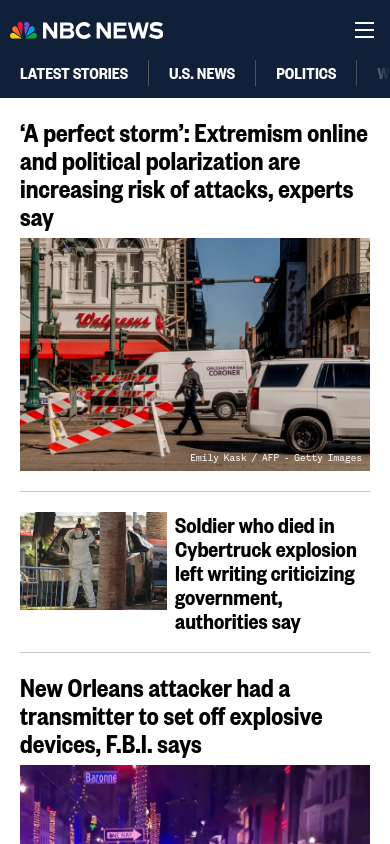 NBC NEWS
LATEST STORIES
U.S. NEWS
POLITICS
W
‘A perfect storm’: Extremism online
and political polarization are
increasing risk of attacks, experts
say
Walgreens
ORLEANS PARISH
CORONER
Emily Kask / AFP - Getty Images
Soldier who died in
Cybertruck explosion
left writing criticizing
government,
authorities say
New Orleans attacker had a
transmitter to set off explosive
devices, F.B.I. says
Baronne
ONE WAY